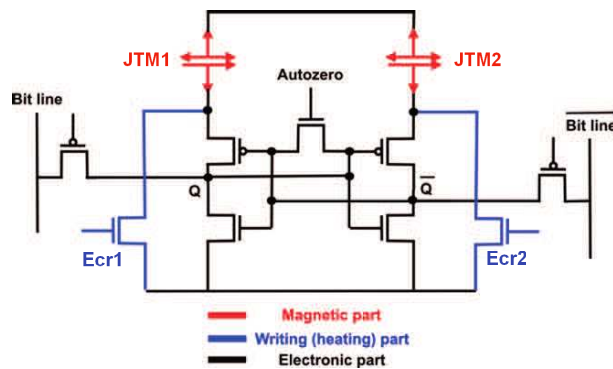 JTM1
JTM2
Autozero
Bit line
Bit line
Q
Q
Ecr1
Ecr2
Magnetic part
Writing (heating) part
Electronic part